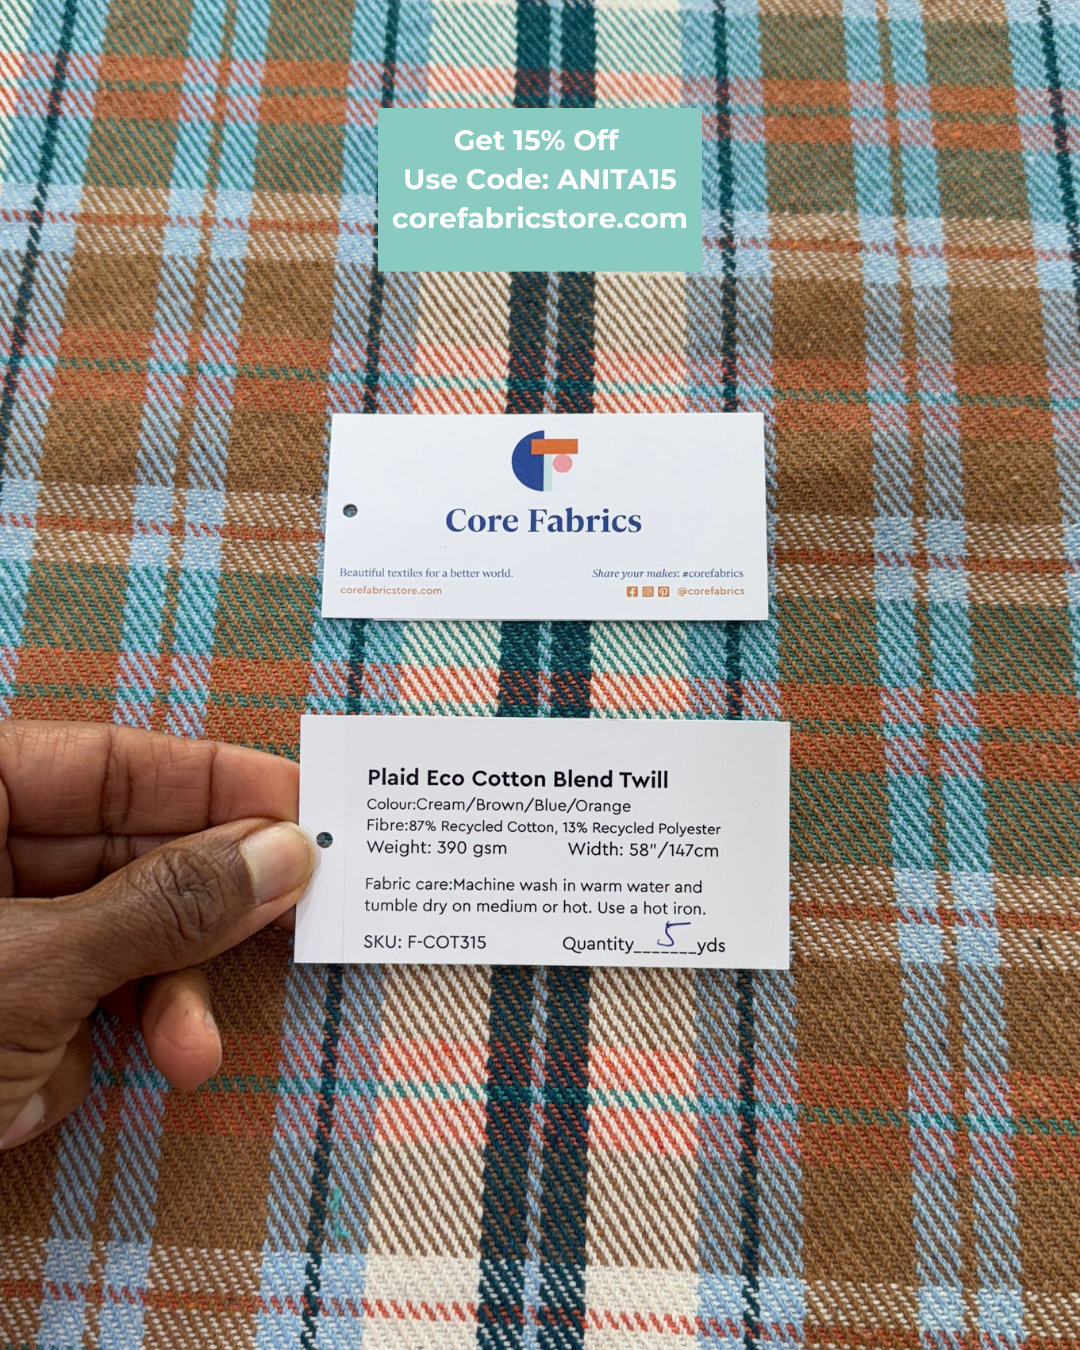 Get 15% Off
Use Code: ANITA15
corefabricstore.com
Core Fabrics
Beautiful textiles for a better world.
corefabricstore.com
Share your makes: #corefabrics
@corefabrics
Plaid Eco Cotton Blend Twill
Colour:Cream/Brown/Blue/Orange
Fibre:87% Recycled Cotton, 13% Recycled Polyester
Weight: 390 gsm Width: 58"/147cm
Fabric care:Machine wash in warm water and
tumble dry on medium or hot. Use a hot iron.
SKU: F-COT315 Quantity__5__yds